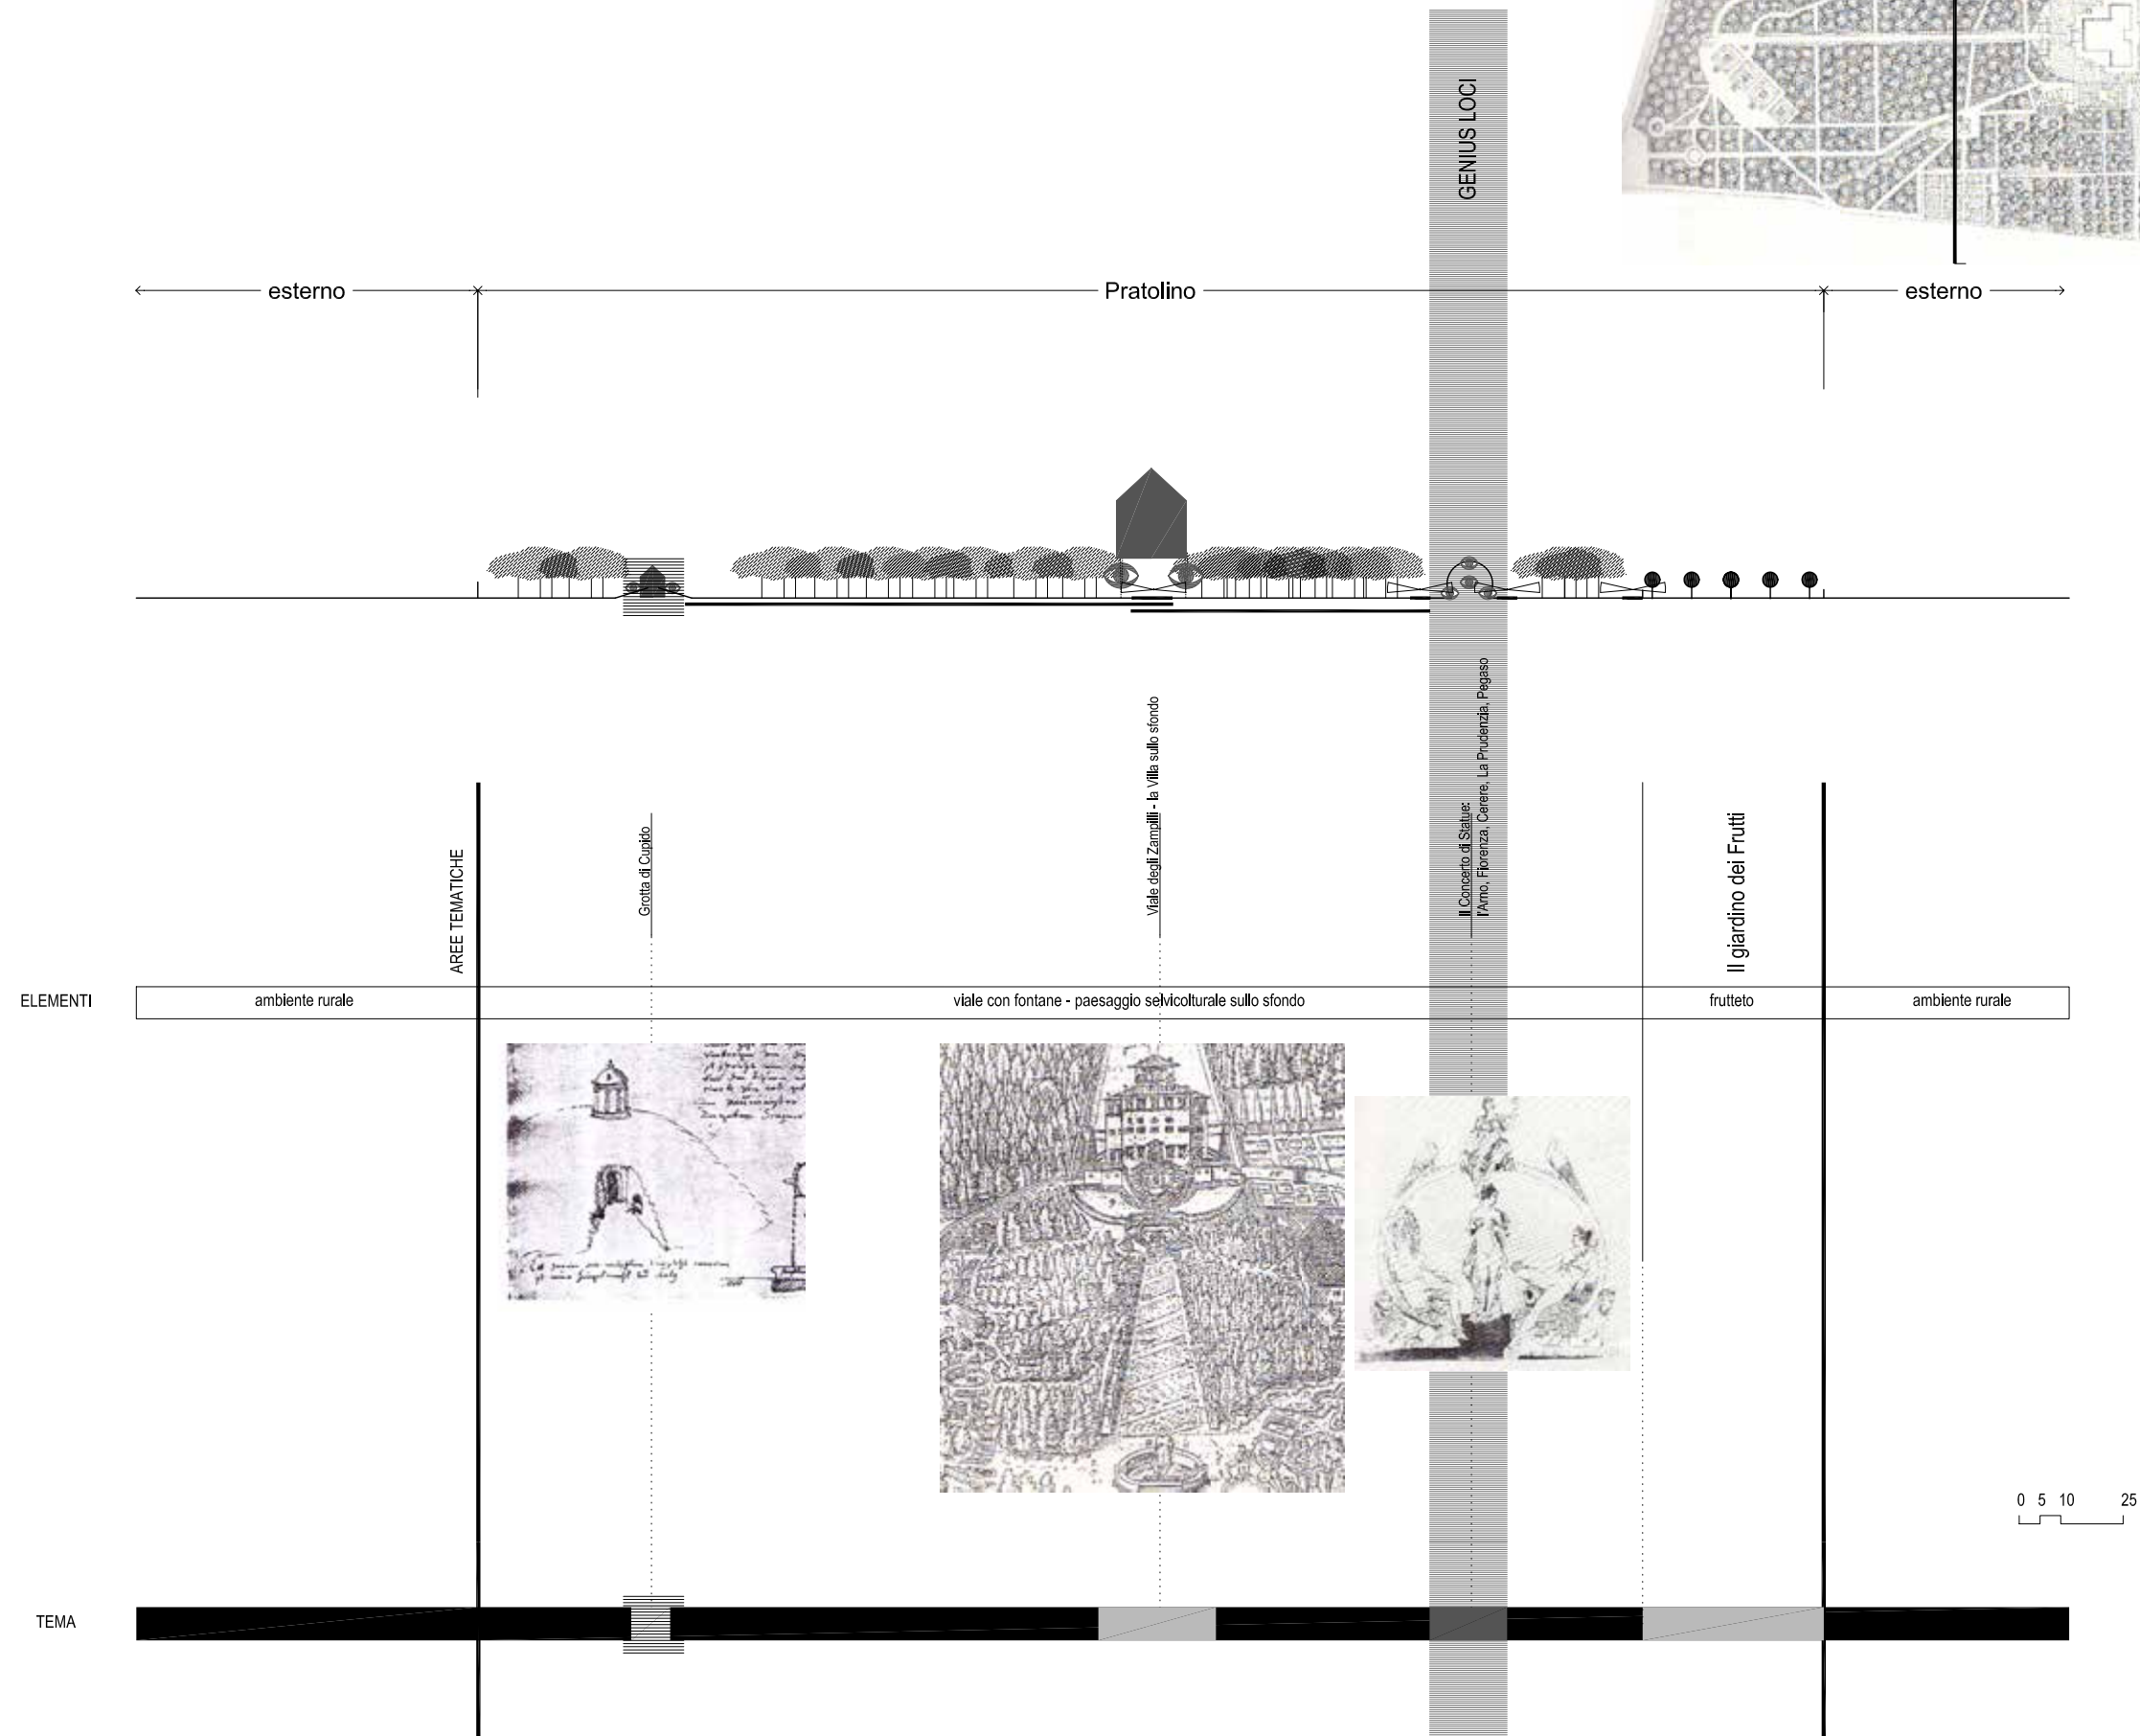 GENIUS LOCI
esterno
Pratolino
esterno
AREE TEMATICHE
Grotta di Cupido
Viale degli Zampilli - la Villa sullo sfondo
Il Concerto di Statue:
l'Arno, Fiorenza, Cerere, La Prudenzia, Pegaso
Il giardino dei Frutti
ELEMENTI
ambiente rurale
viale con fontane - paesaggio selvicolturale sullo sfondo
frutteto
ambiente rurale
0 5 10 25
TEMA